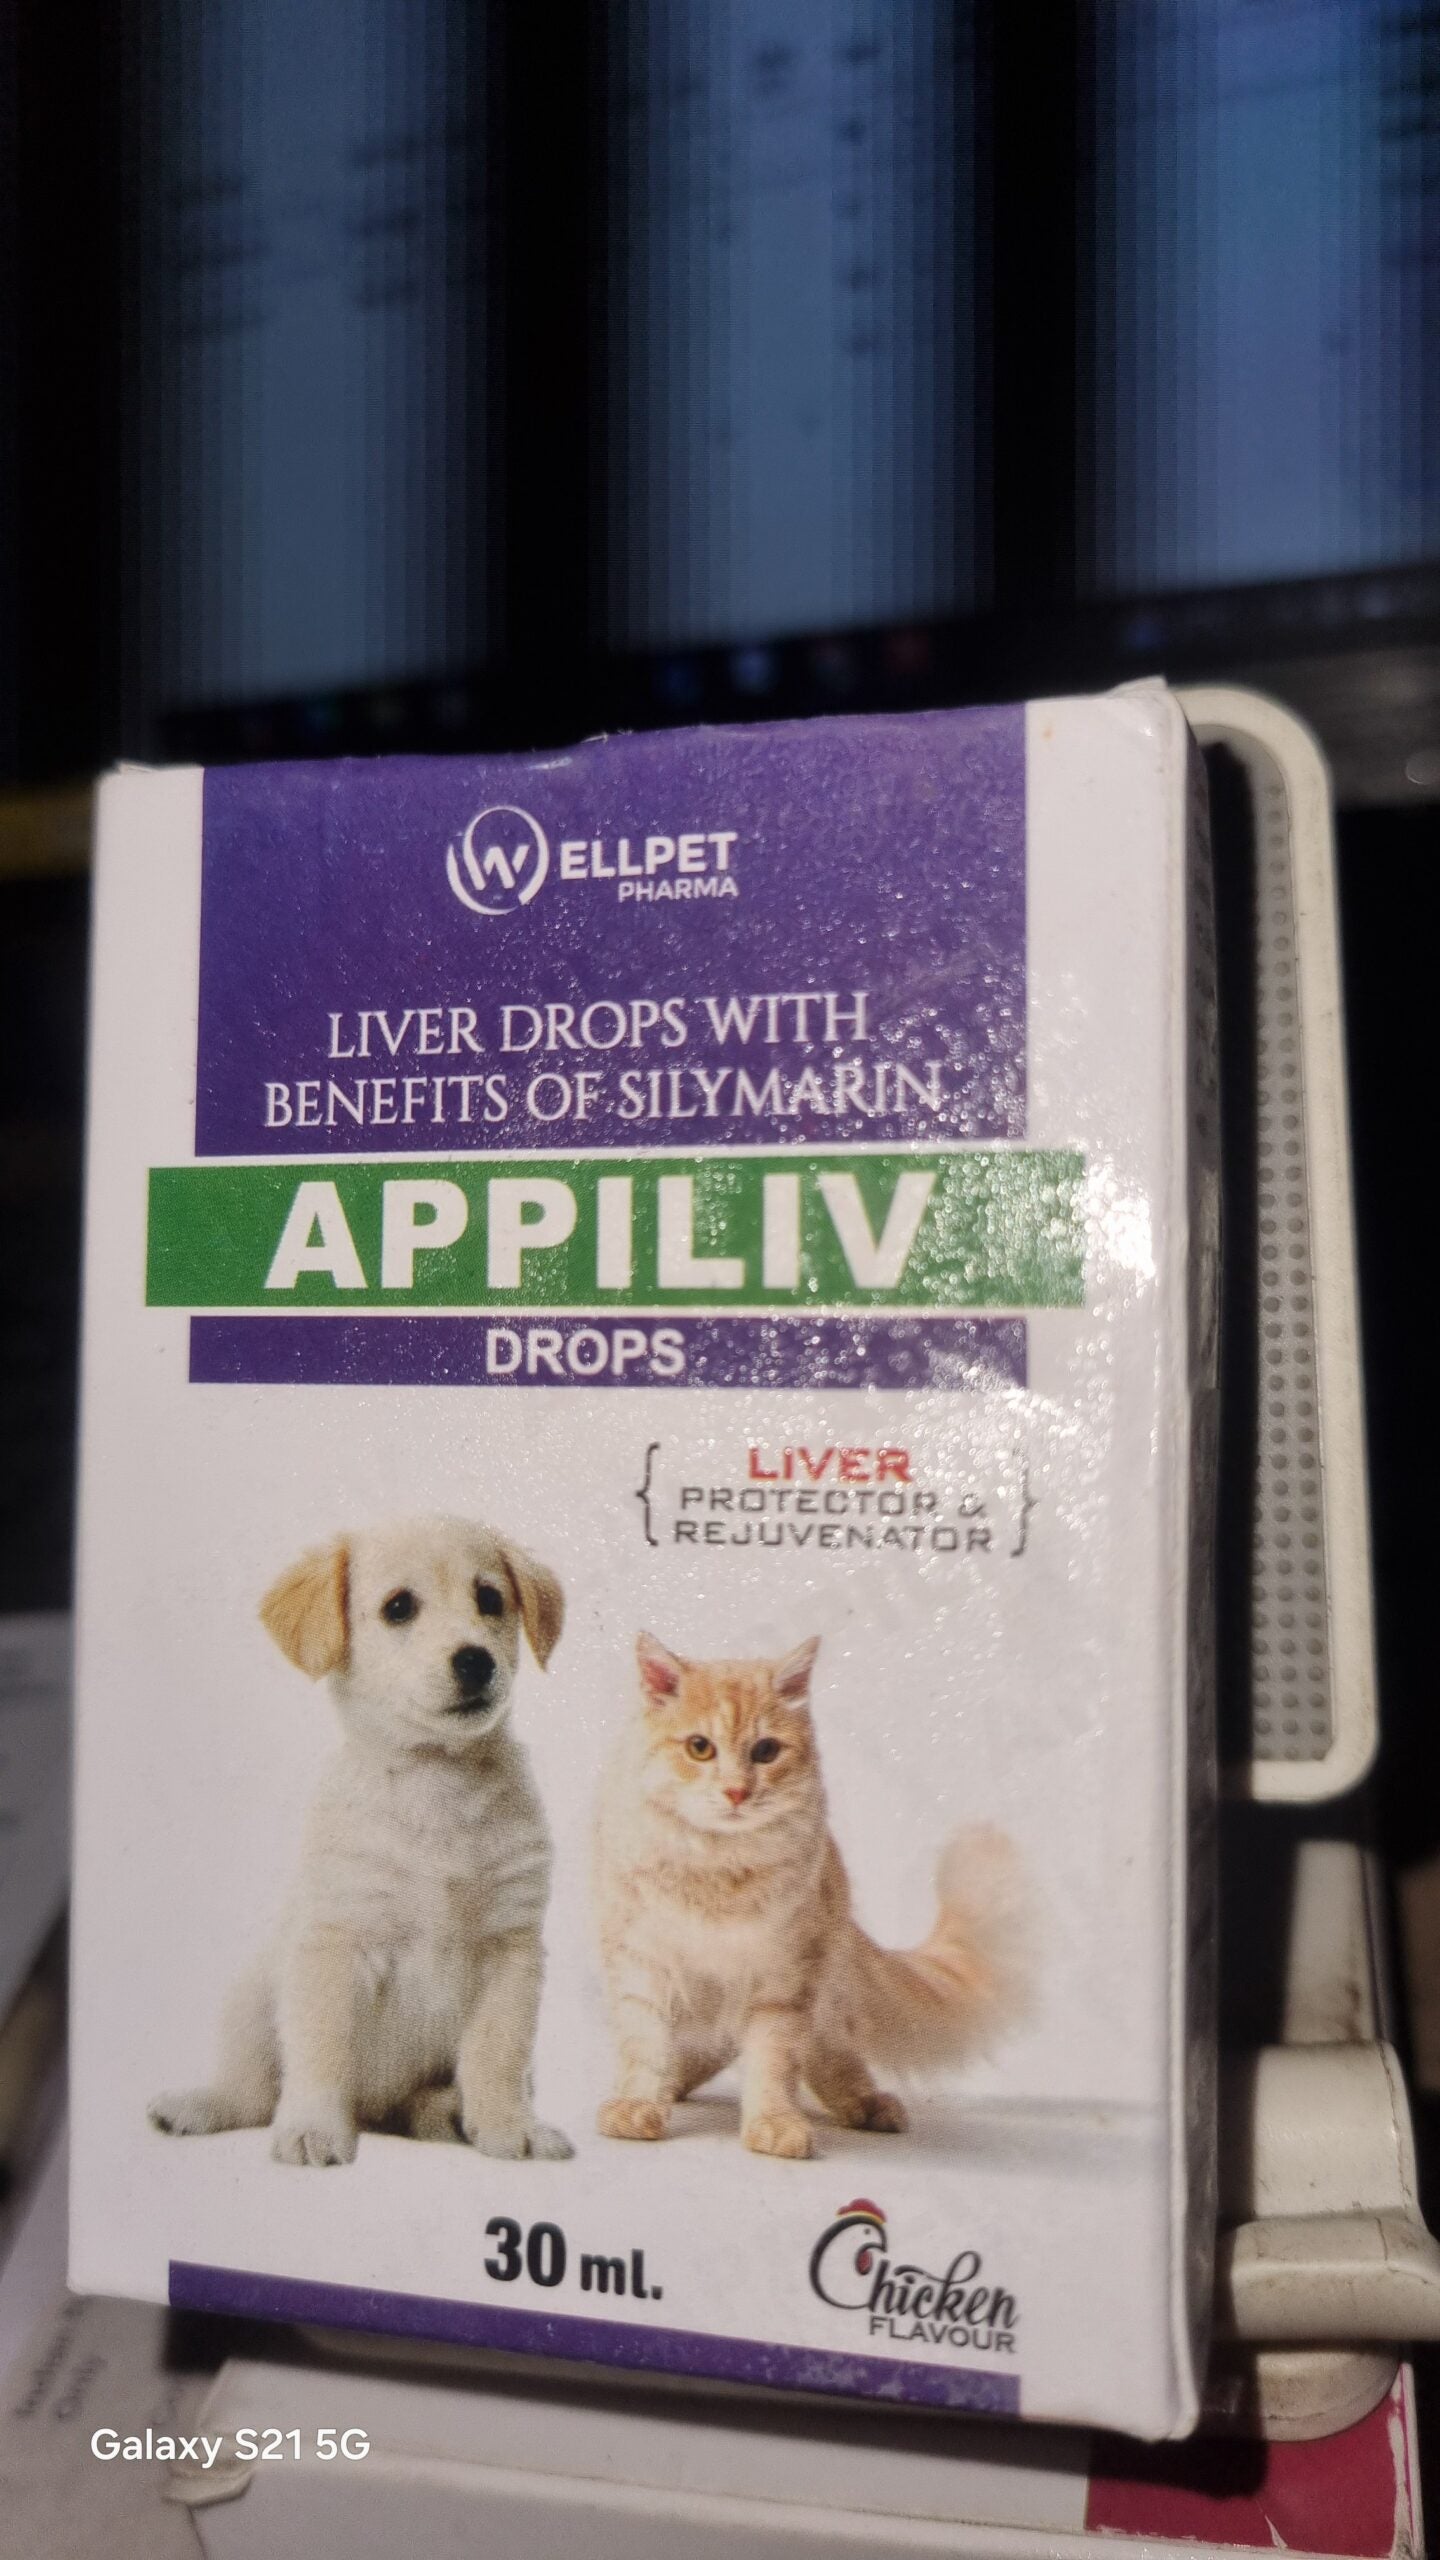 WELLPET
PHARMA
LIVER DROPS WITH
BENEFITS OF SILYMARIN
APPILIV
DROPS
LIVER
PROTECTOR &
REJUVENATOR
30 ml.
Chicken
FLAVOUR
Galaxy S21 5G